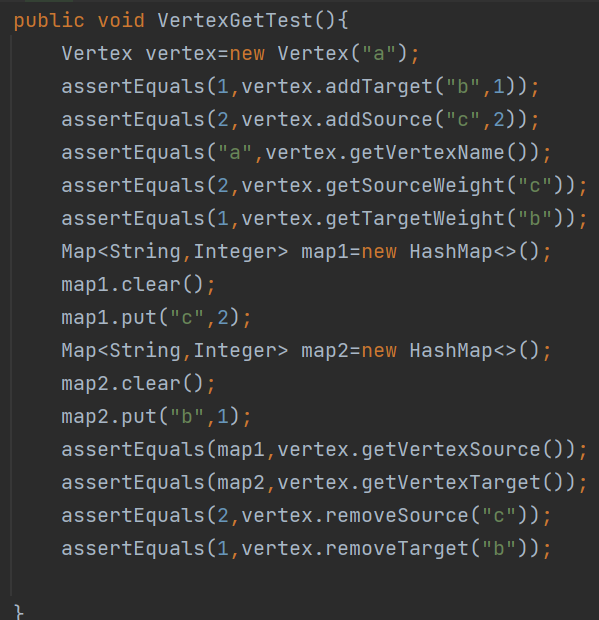 public void VertexGetTest(){
    Vertex vertex=new Vertex("a");
    assertEquals(1,vertex.addTarget("b",1));
    assertEquals(2,vertex.addSource("c",2));
    assertEquals("a",vertex.getVertexName());
    assertEquals(2,vertex.getSourceWeight("c"));
    assertEquals(1,vertex.getTargetWeight("b"));
    Map<String,Integer> map1=new HashMap<>();
    map1.clear();
    map1.put("c",2);
    Map<String,Integer> map2=new HashMap<>();
    map2.clear();
    map2.put("b",1);
    assertEquals(map1,vertex.getVertexSource());
    assertEquals(map2,vertex.getVertexTarget());
    assertEquals(2,vertex.removeSource("c"));
    assertEquals(1,vertex.removeTarget("b"));
}